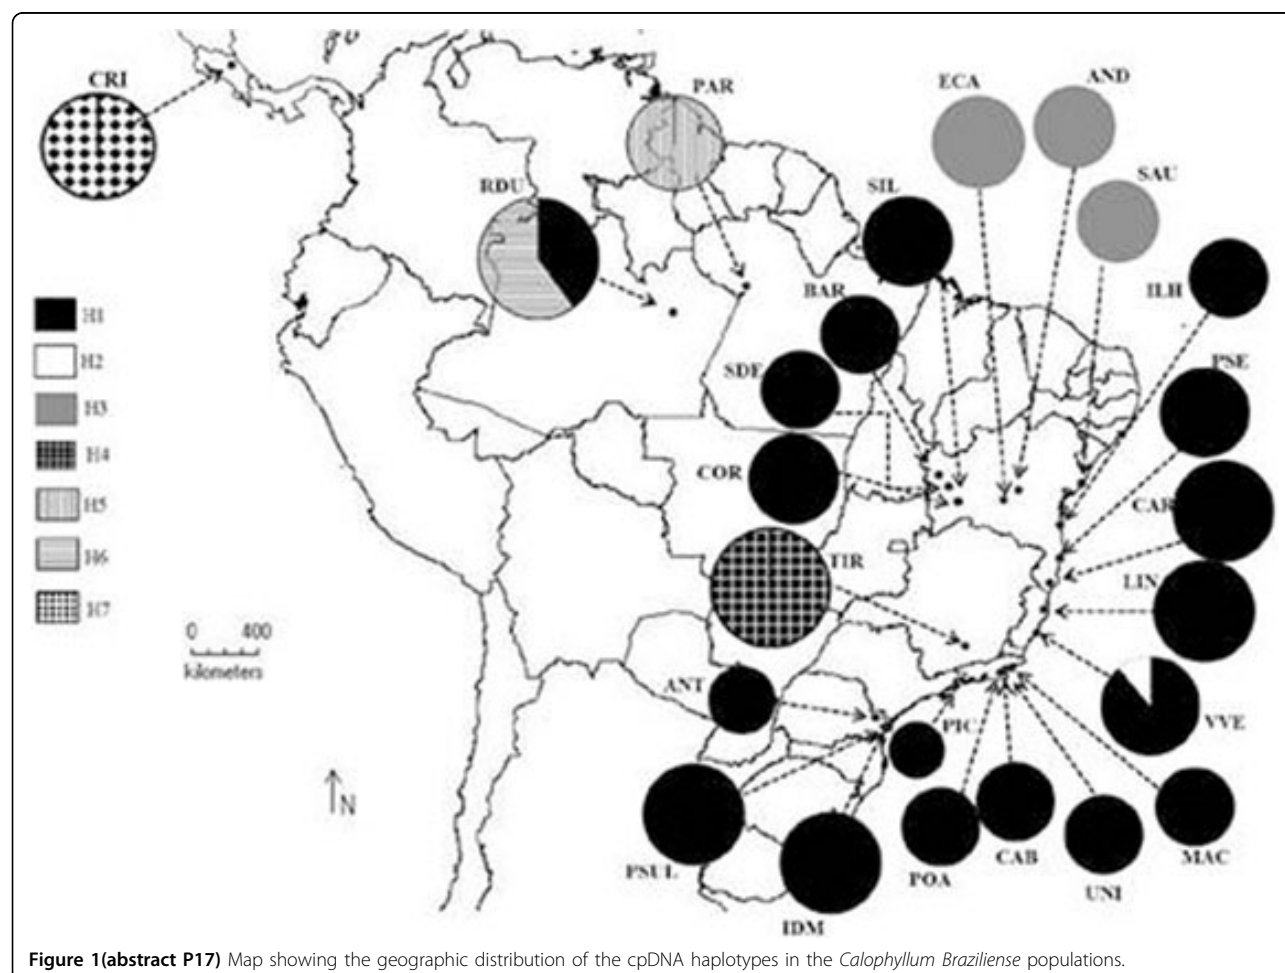 CRI
PAR
ECA
AND
RDU
SIL
SAU
ILH
BAR
H1
H2
H3
H4
H5
H6
H7
SDE
PSE
COR
CAR
TIR
LIN
0 400
kilometers
ANT
PIC
VVE
N
PSUL
IDM
POA
CAB
UNI
MAC
Figure 1(abstract P17) Map showing the geographic distribution of the cpDNA haplotypes in the Calophyllum Braziliense populations.